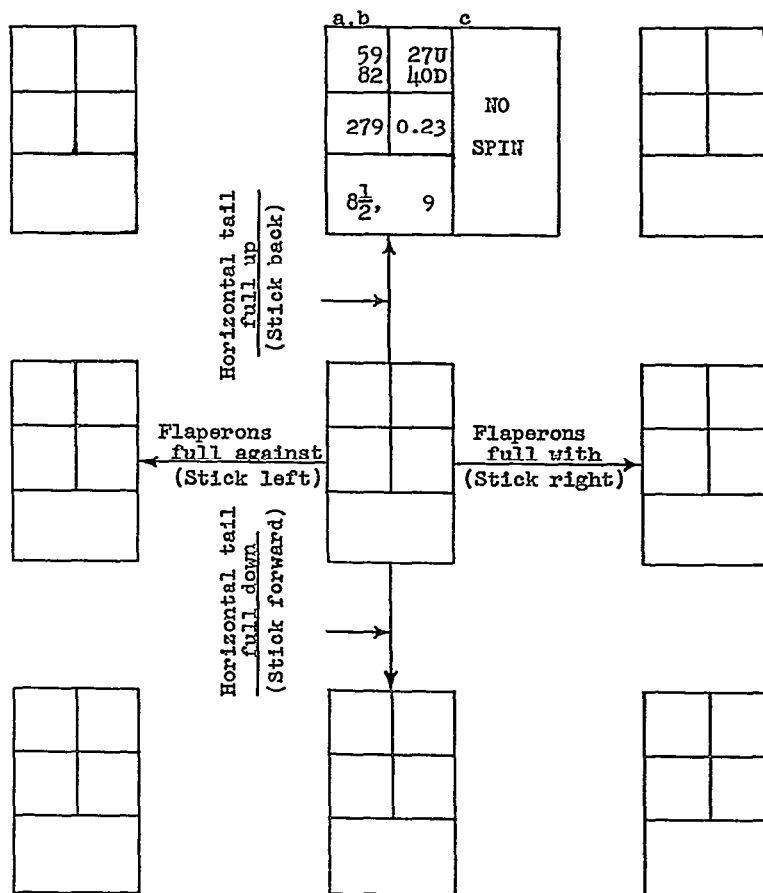 a,b c
59 27U
82 40D
279 0.23
8½, 9
NO
SPIN
Horizontal tail
full up
(Stick back)
Flaperons
full against
(Stick left)
Flaperons
full with
(Stick right)
Horizontal tail
full down
(Stick forward)